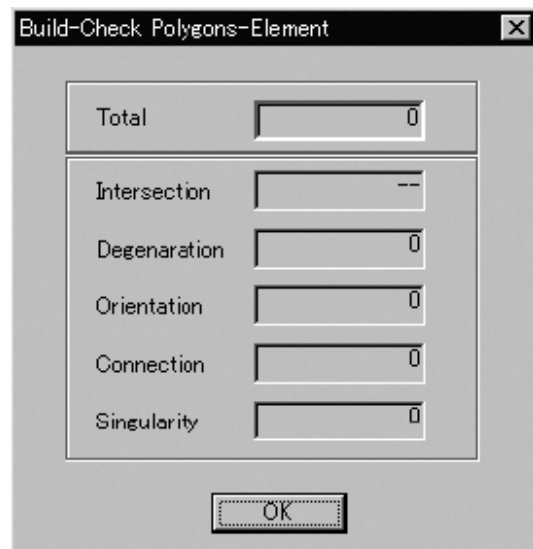 Build-Check Polygons-Element
Total 0
Intersection --
Degenaration 0
Orientation 0
Connection 0
Singularity 0
OK